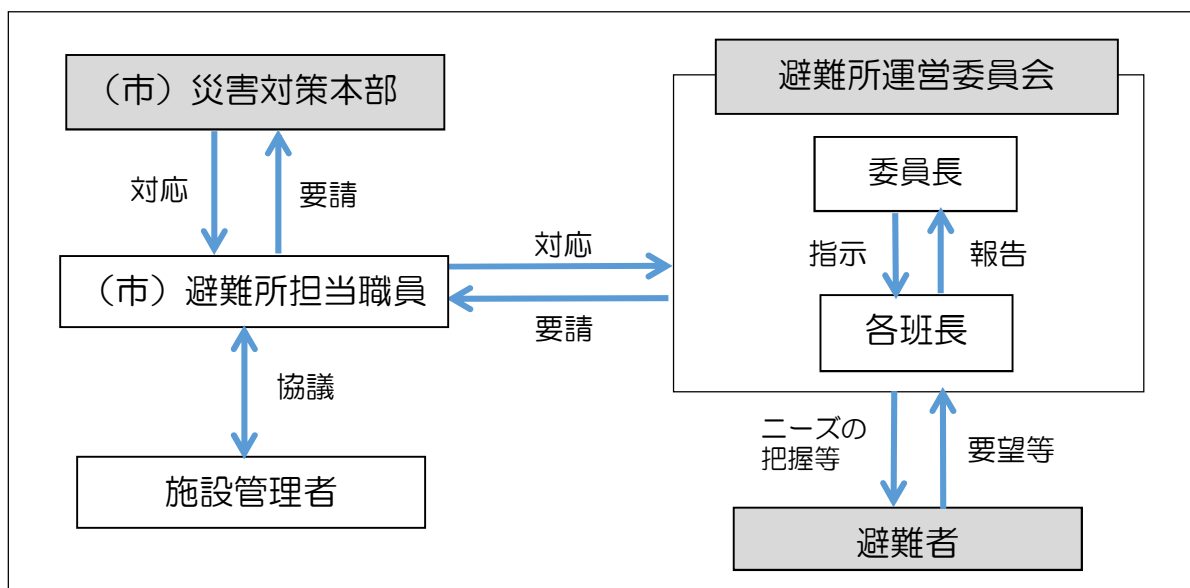 （市）災害対策本部
対応
要請
（市）避難所担当職員
協議
施設管理者
対応
要請
避難所運営委員会
委員長
指示
報告
各班長
ニーズの
把握等
要望等
避難者